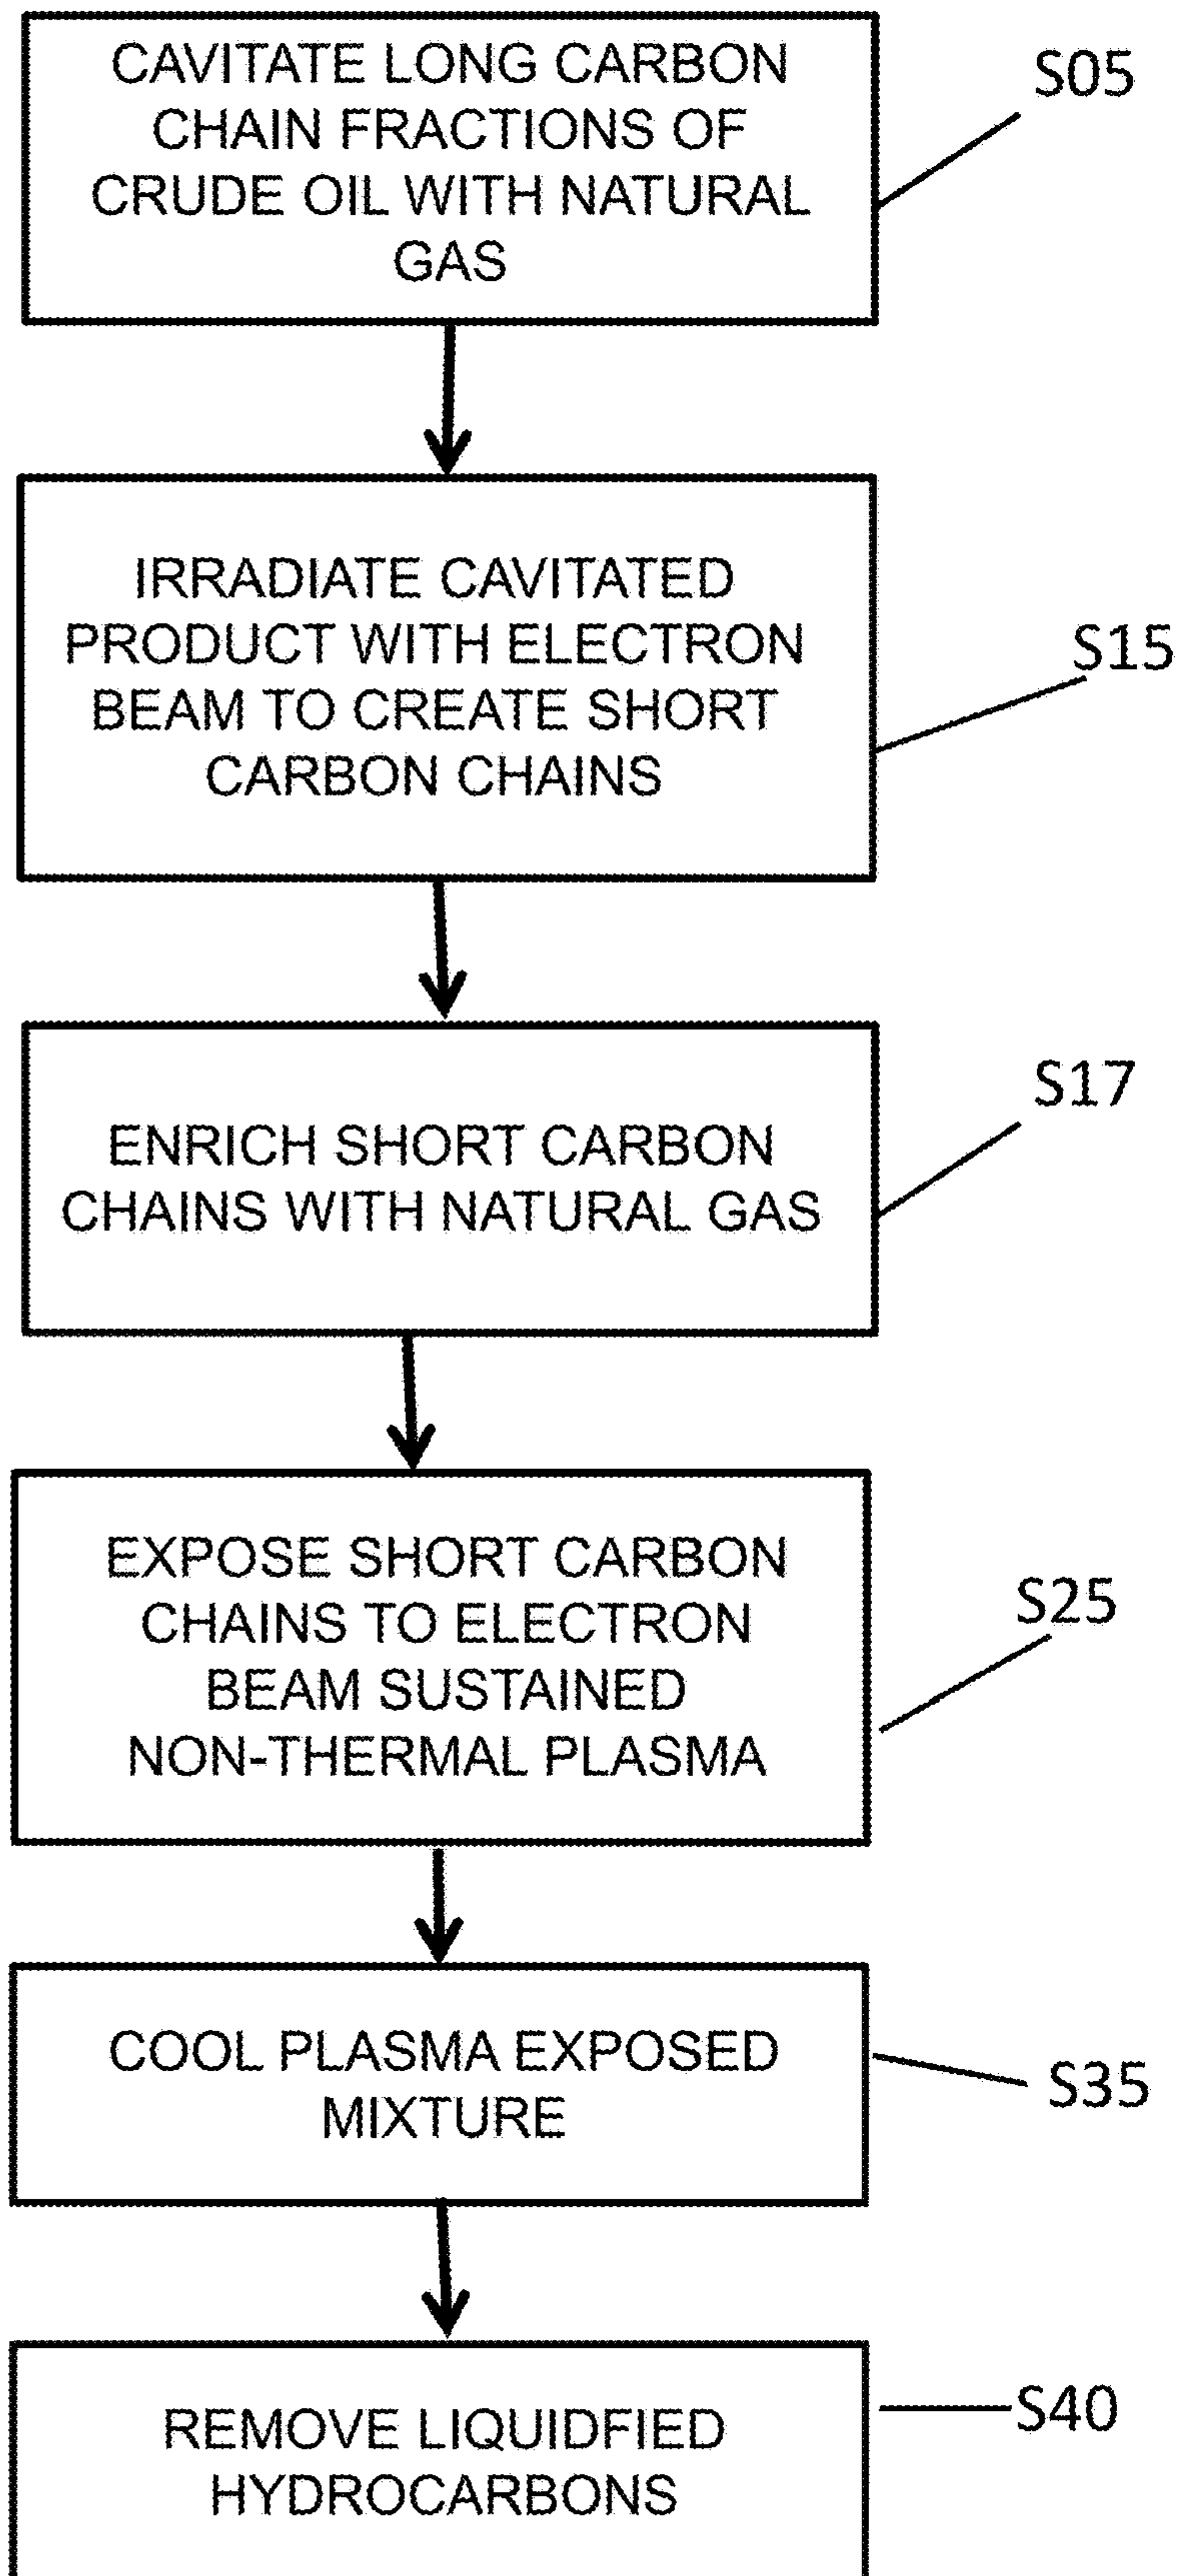 CAVITATE LONG CARBON
CHAIN FRACTIONS OF
CRUDE OIL WITH NATURAL
GAS
S05
IRRADIATE CAVITATED
PRODUCT WITH ELECTRON
BEAM TO CREATE SHORT
CARBON CHAINS
S15
ENRICH SHORT CARBON
CHAINS WITH NATURAL GAS
S17
EXPOSE SHORT CARBON
CHAINS TO ELECTRON
BEAM SUSTAINED
NON-THERMAL PLASMA
S25
COOL PLASMA EXPOSED
MIXTURE
S35
REMOVE LIQUIDFIED
HYDROCARBONS
S40